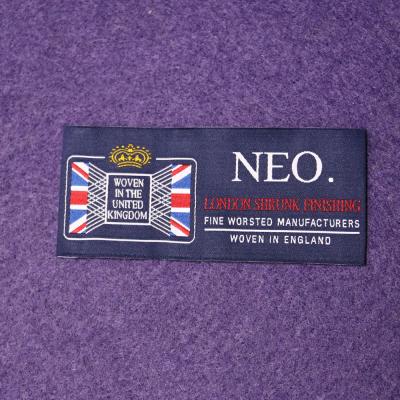 WOVEN
IN THE
UNITED
KINGDOM
NEO.
LONDON SHRUNK FINISHING
FINE WORSTED MANUFACTURERS
WOVEN IN ENGLAND